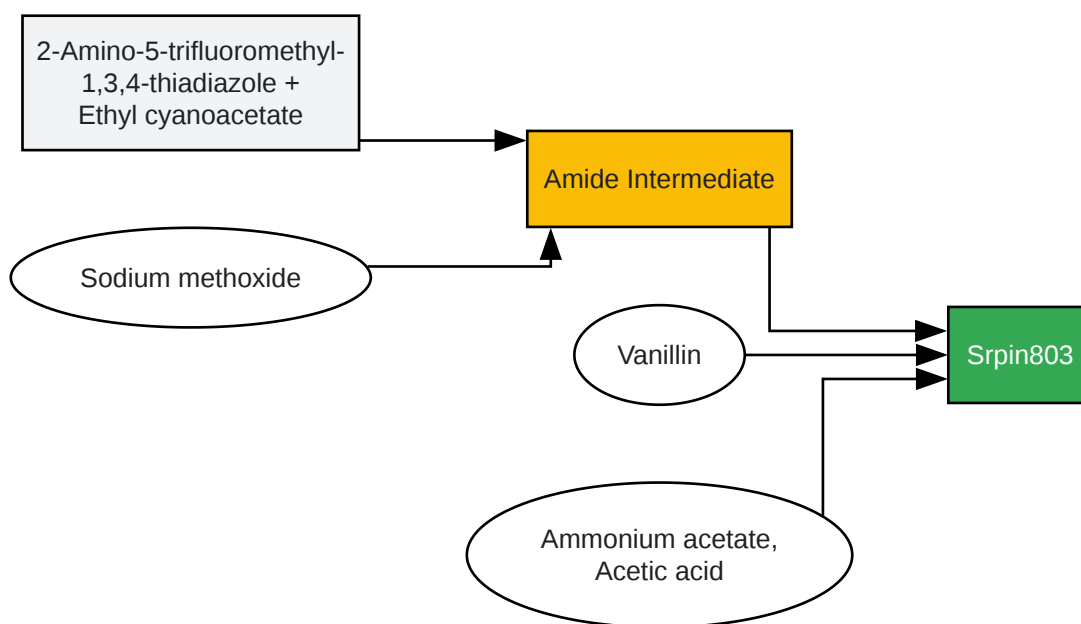 2-Amino-5-trifluoromethyl-
1,3,4-thiadiazole +
Ethyl cyanoacetate
Amide Intermediate
Sodium methoxide
Vanillin
Srpin803
Ammonium acetate,
Acetic acid